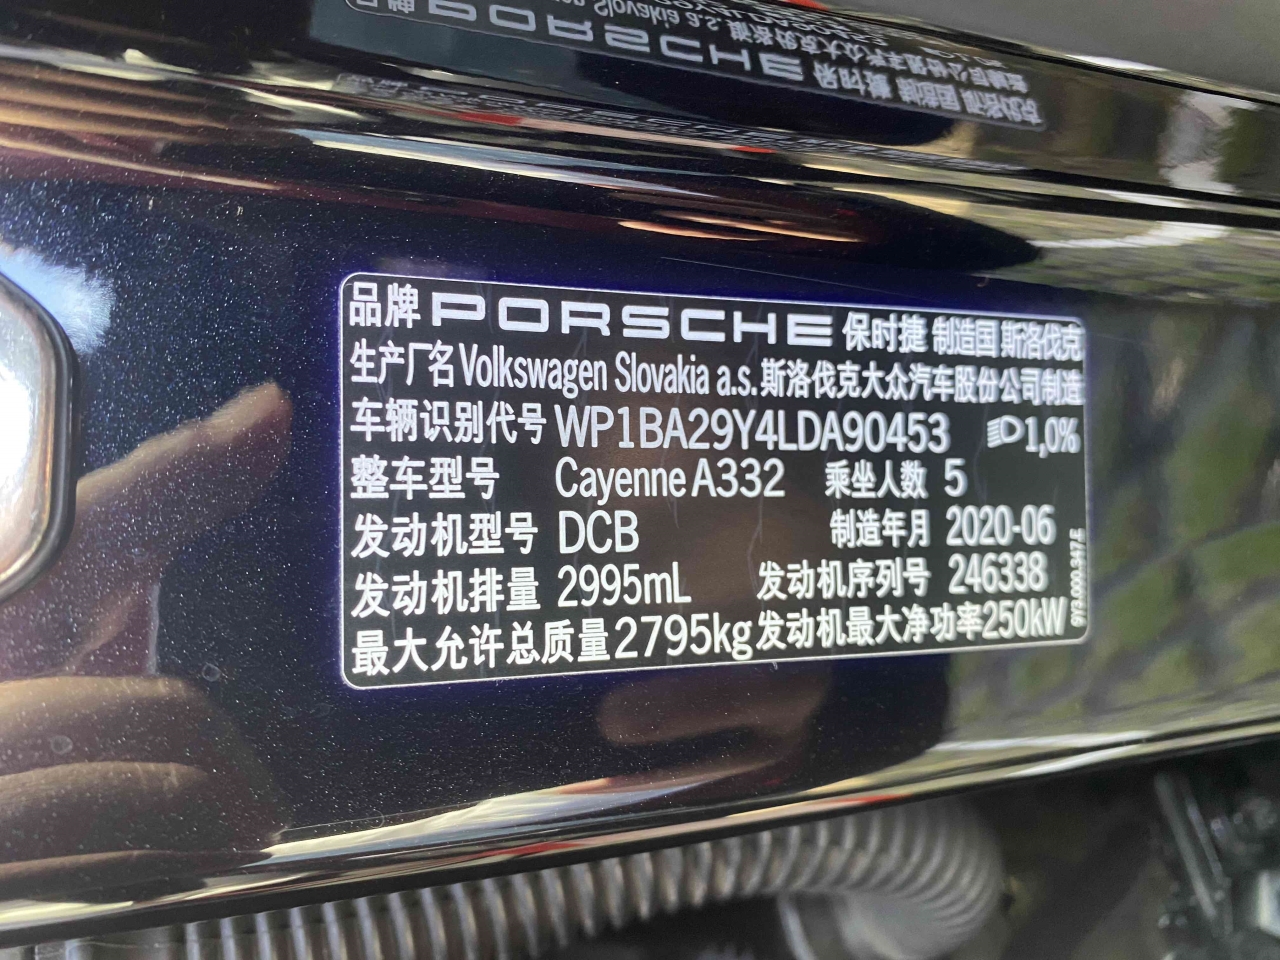 品牌 PORSCHE 保时捷 制造国 斯洛伐克
生产厂名 Volkswagen Slovakia a.s. 斯洛伐克大众汽车股份公司制造
车辆识别代号 WP1BA29Y4LDA90453 1,0%
整车型号 Cayenne A332 乘坐人数 5
发动机型号 DCB 制造年月 2020-06
发动机排量 2995mL 发动机序列号 246338
最大允许总质量 2795kg 发动机最大净功率 250kW
9Y3.000.347.E